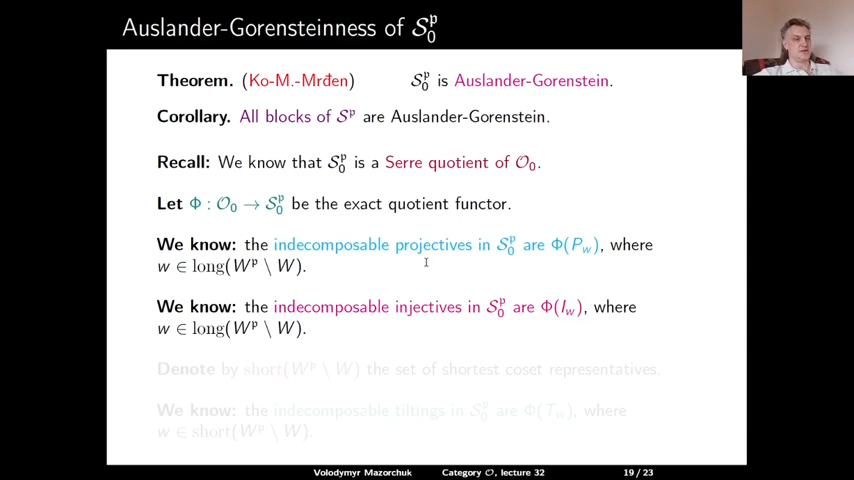 Auslander-Gorensteinness of 𝒮₀ᵖ
Theorem. (Ko-M.-Mrđen) 𝒮₀ᵖ is Auslander-Gorenstein.
Corollary. All blocks of 𝒮ᵖ are Auslander-Gorenstein.
Recall: We know that 𝒮₀ᵖ is a Serre quotient of 𝒪₀.
Let Φ : 𝒪₀ → 𝒮₀ᵖ be the exact quotient functor.
We know: the indecomposable projectives in 𝒮₀ᵖ are Φ(P_w), where
w ∈ long(Wᵖ \ W).
We know: the indecomposable injectives in 𝒮₀ᵖ are Φ(I_w), where
w ∈ long(Wᵖ \ W).
Denote by short(Wᵖ \ W) the set of shortest coset representatives.
We know: the indecomposable tiltings in 𝒮₀ᵖ are Φ(T_w), where
w ∈ short(Wᵖ \ W).
Volodymyr Mazorchuk Category 𝒪, lecture 32 19 / 23